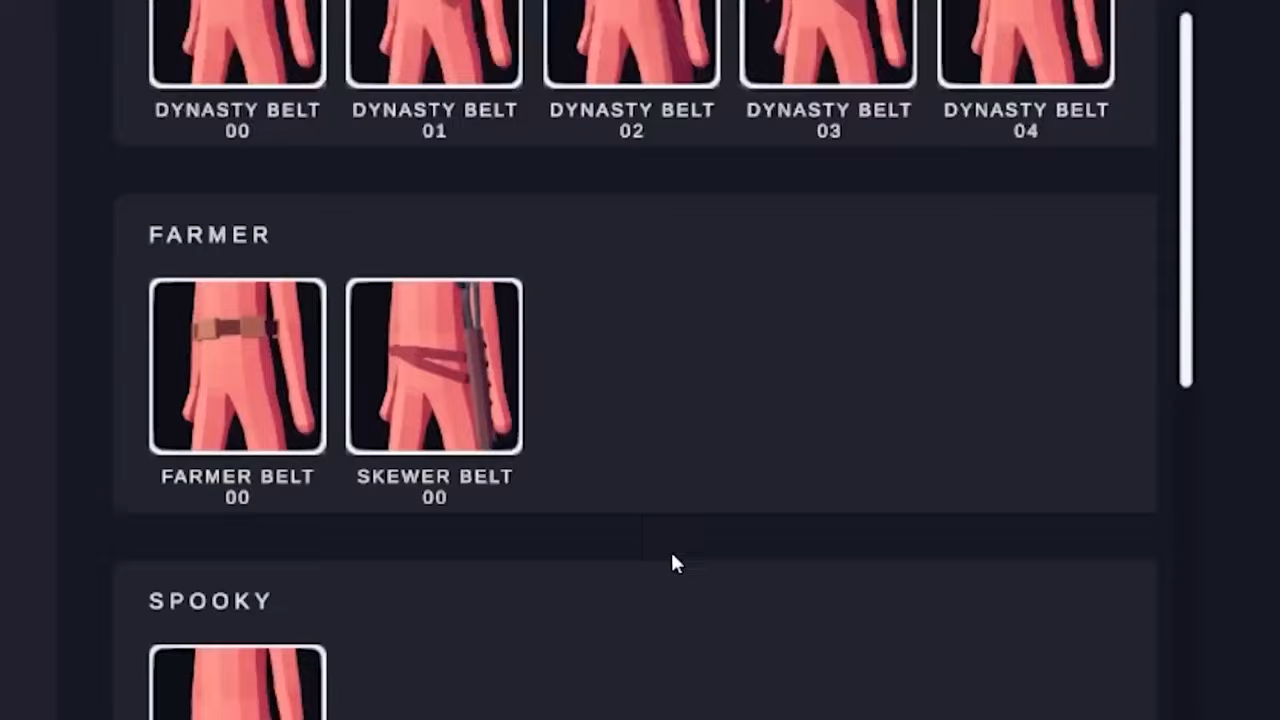 DYNASTY BELT DYNASTY BELT DYNASTY BELT DYNASTY BELT DYNASTY BELT
00 01 02 03 04
FARMER
FARMER BELT SKEWER BELT
00 00
SPOOKY